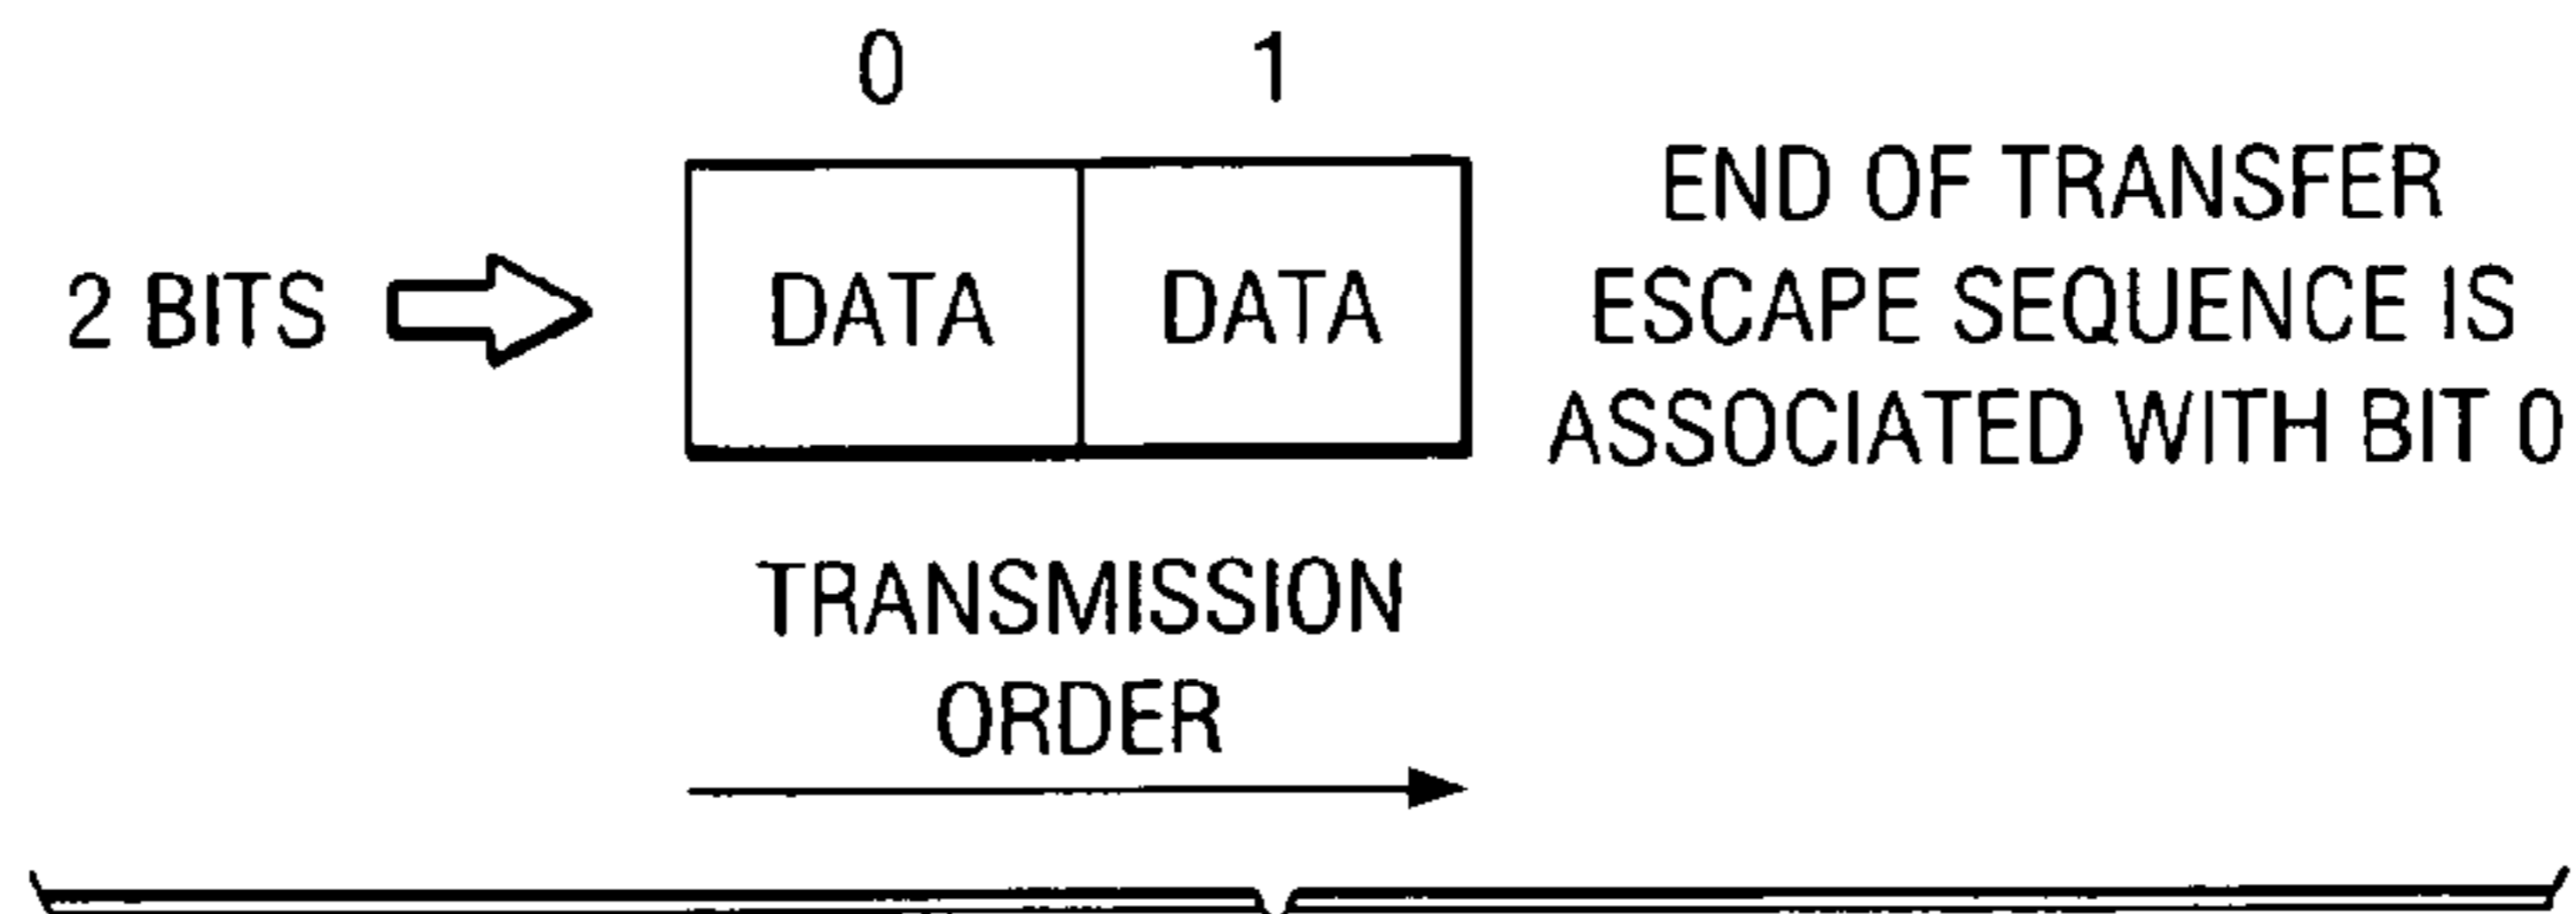 0 1
2 BITS DATA DATA
END OF TRANSFER
ESCAPE SEQUENCE IS
ASSOCIATED WITH BIT 0
TRANSMISSION
ORDER